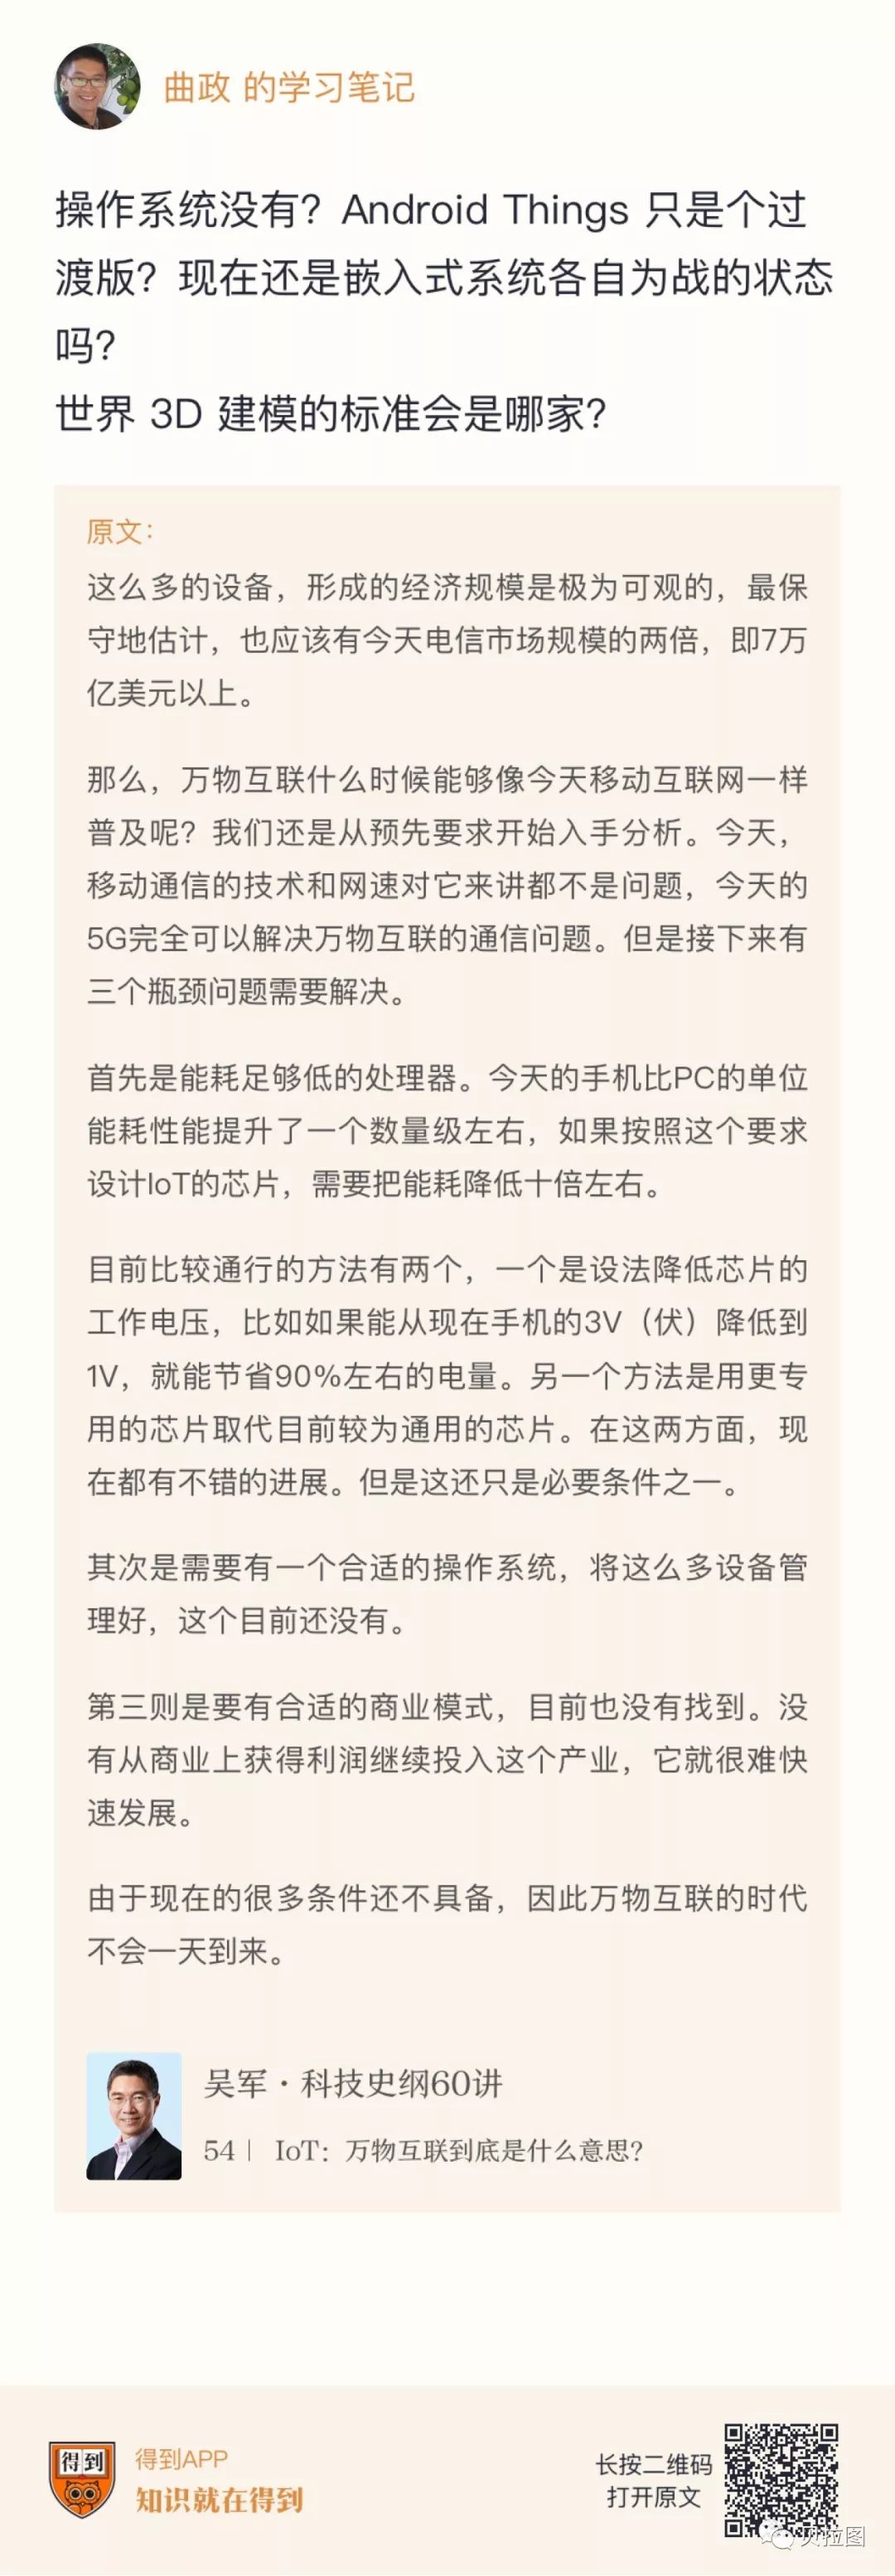 曲政 的学习笔记
操作系统没有？Android Things 只是个过
渡版？现在还是嵌入式系统各自为战的状态
吗？
世界 3D 建模的标准会是哪家？
原文：
这么多的设备，形成的经济规模是极为可观的，最保
守地估计，也应该有今天电信市场规模的两倍，即7万
亿美元以上。
那么，万物互联什么时候能够像今天移动互联网一样
普及呢？我们还是从预先要求开始入手分析。今天，
移动通信的技术和网速对它来讲都不是问题，今天的
5G完全可以解决万物互联的通信问题。但是接下来有
三个瓶颈问题需要解决。
首先是能耗足够低的处理器。今天的手机比PC的单位
能耗性能提升了一个数量级左右，如果按照这个要求
设计IoT的芯片，需要把能耗降低十倍左右。
目前比较通行的方法有两个，一个是设法降低芯片的
工作电压，比如如果能从现在手机的3V（伏）降低到
1V，就能节省90%左右的电量。另一个方法是用更专
用的芯片取代目前较为通用的芯片。在这两方面，现
在都有不错的进展。但是这还只是必要条件之一。
其次是需要有一个合适的操作系统，将这么多设备管
理好，这个目前还没有。
第三则是要有合适的商业模式，目前也没有找到。没
有从商业上获得利润继续投入这个产业，它就很难快
速发展。
由于现在的很多条件还不具备，因此万物互联的时代
不会一天到来。
吴军·科技史纲60讲
54 | IoT：万物互联到底是什么意思？
得到
得到APP
知识就在得到
长按二维码
打开原文
贝拉图